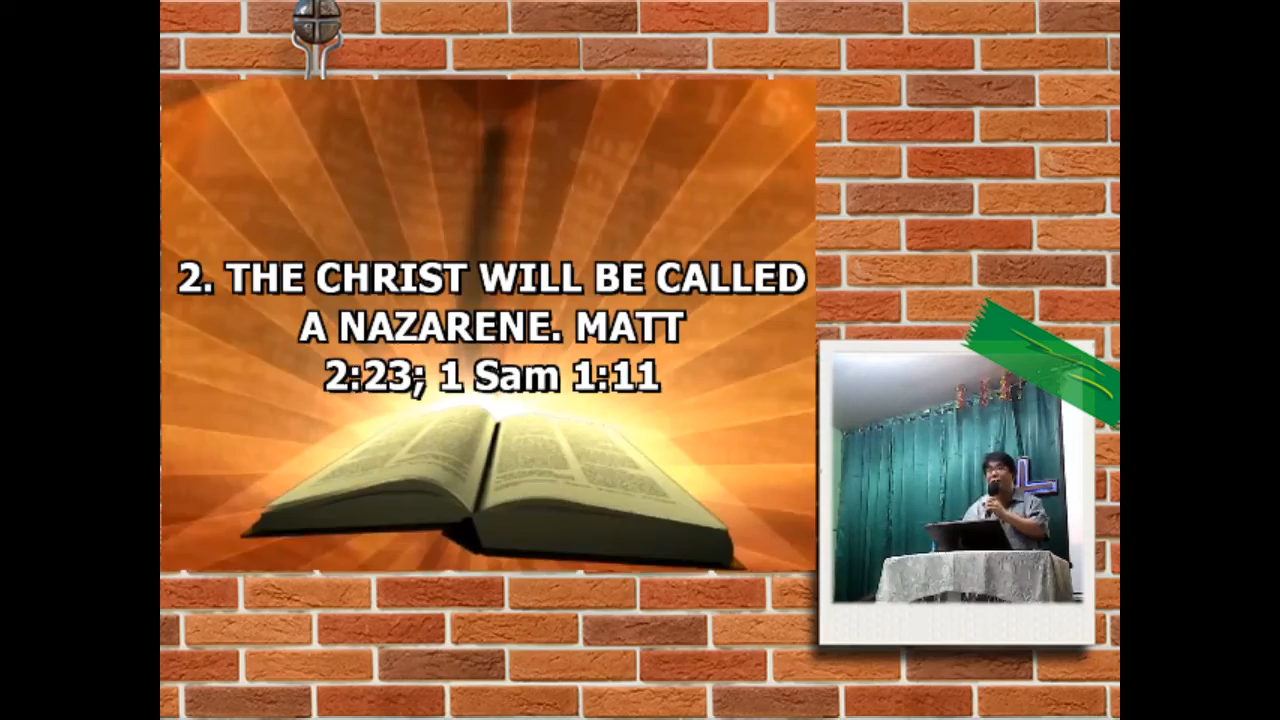 2. THE CHRIST WILL BE CALLED
A NAZARENE. MATT
2:23; 1 Sam 1:11